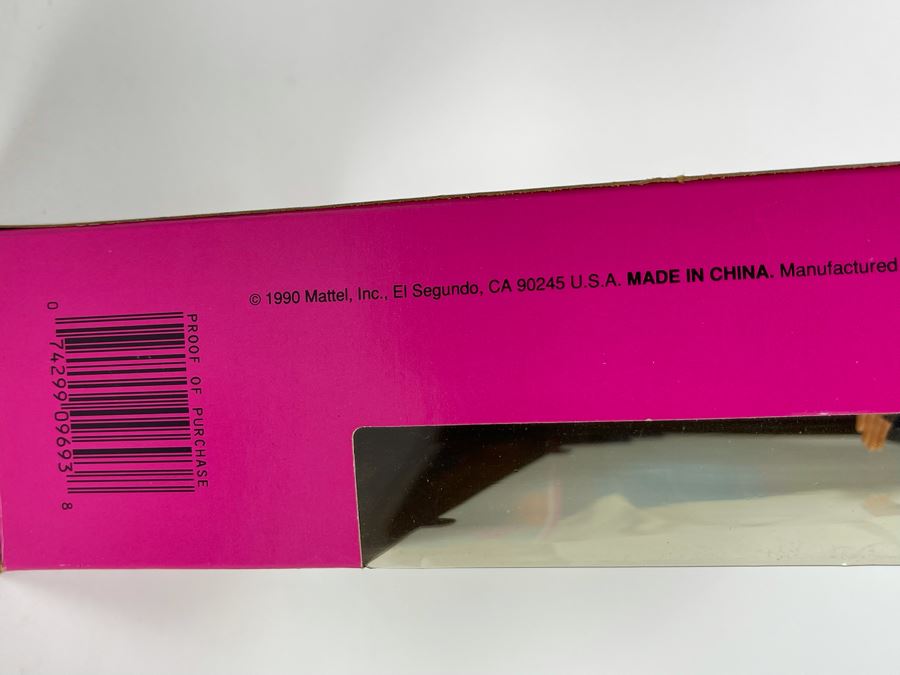 © 1990 Mattel, Inc., El Segundo, CA 90245 U.S.A. MADE IN CHINA. Manufactured
PROOF OF PURCHASE
0 74299 09693 8